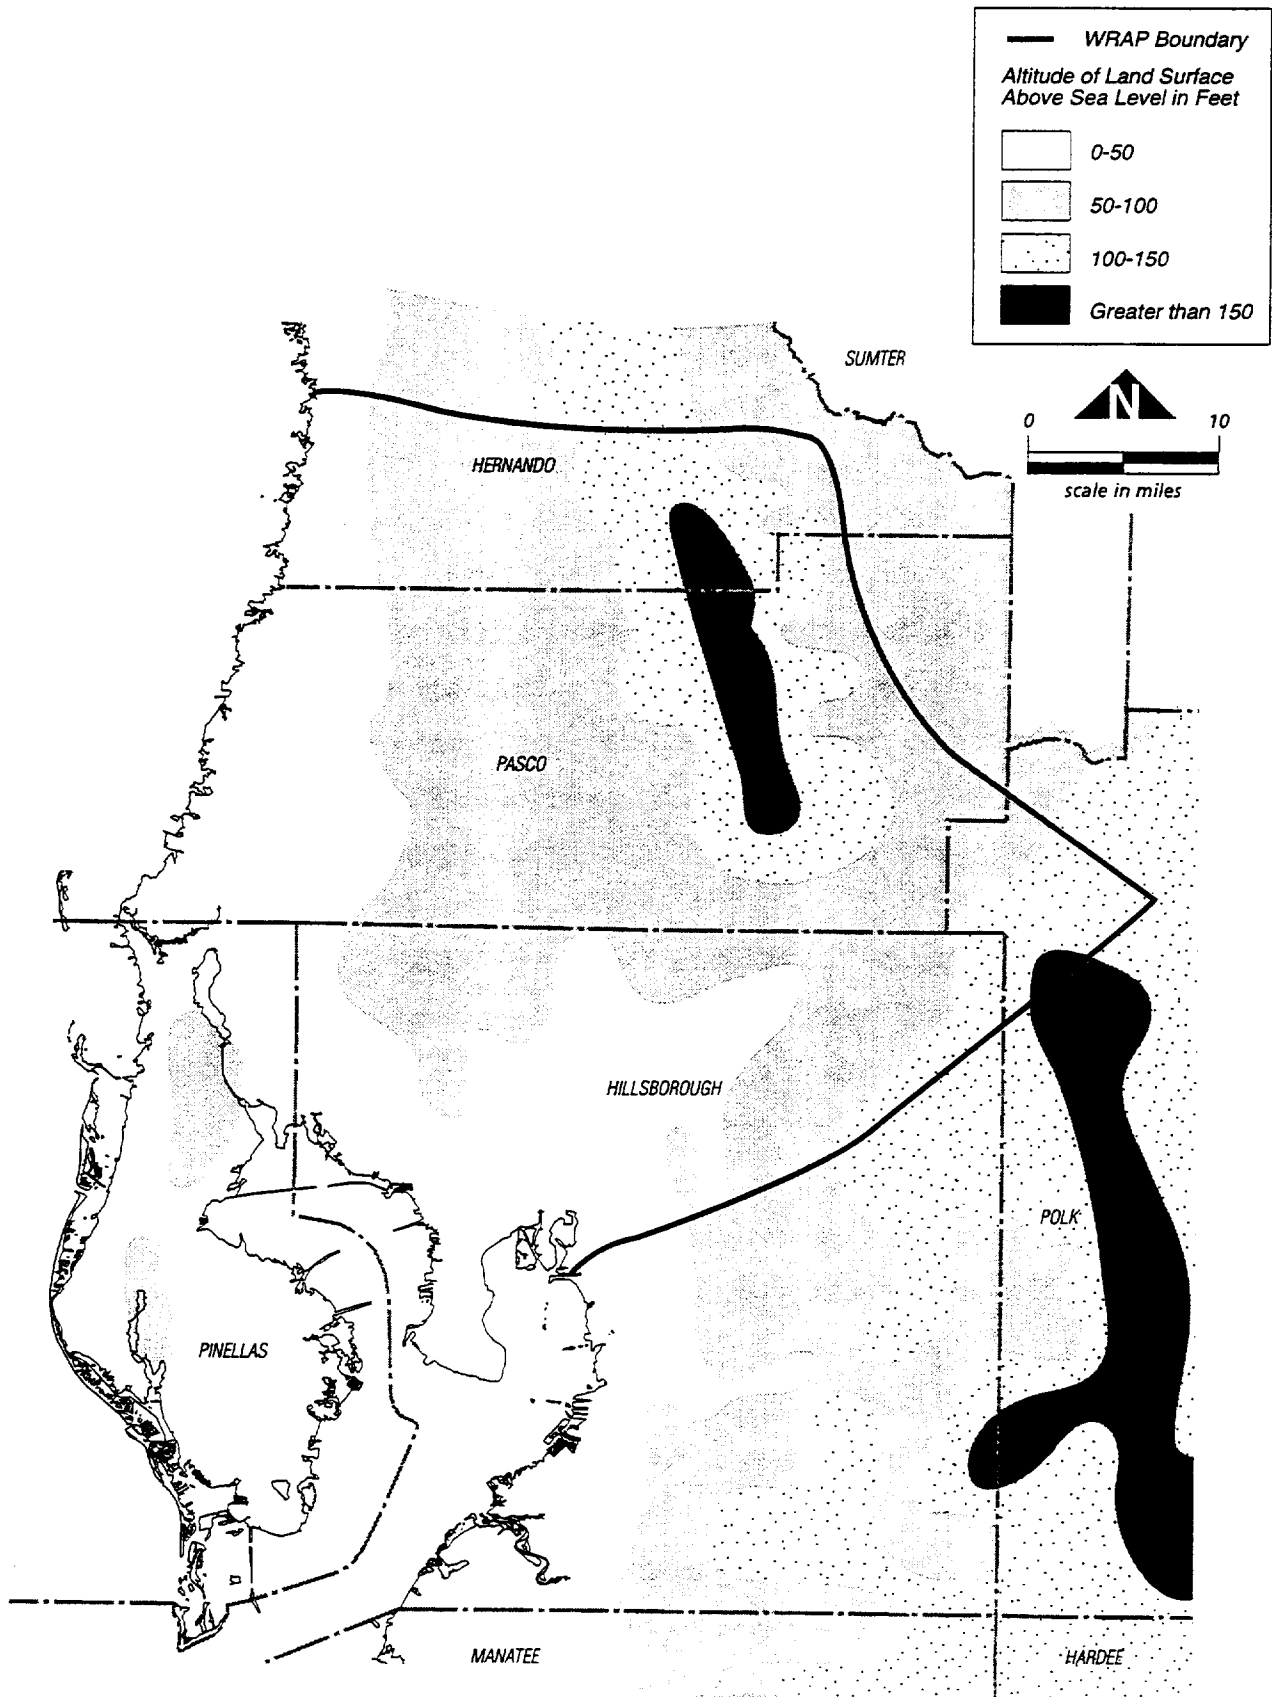 WRAP Boundary
Altitude of Land Surface
Above Sea Level in Feet
0-50
50-100
100-150
Greater than 150
N
0 10
scale in miles
SUMTER
HERNANDO
PASCO
HILLSBOROUGH
POLK
PINELLAS
MANATEE
HARDEE